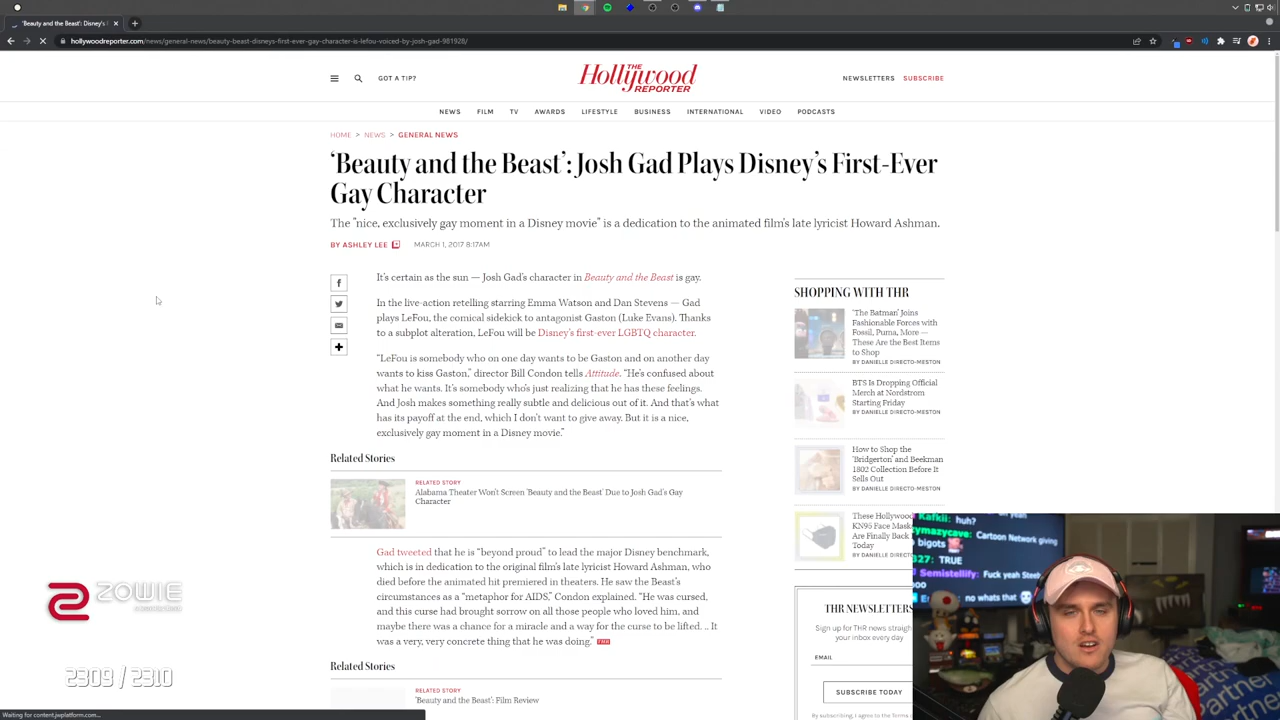 'Beauty and the Beast': Disney's
hollywoodreporter.com/news/general-news/beauty-beast-disneys-first-ever-gay-character-is-lefou-voiced-by-josh-gad-981928/
GOT A TIP?
THE
Hollywood
REPORTER
NEWSLETTERS SUBSCRIBE
NEWS FILM TV AWARDS LIFESTYLE BUSINESS INTERNATIONAL VIDEO PODCASTS
HOME > NEWS > GENERAL NEWS
'Beauty and the Beast': Josh Gad Plays Disney's First-Ever
Gay Character
The "nice, exclusively gay moment in a Disney movie" is a dedication to the animated film's late lyricist Howard Ashman.
BY ASHLEY LEE MARCH 1, 2017 8:17AM
It's certain as the sun — Josh Gad's character in Beauty and the Beast is gay.
In the live-action retelling starring Emma Watson and Dan Stevens — Gad
plays LeFou, the comical sidekick to antagonist Gaston (Luke Evans). Thanks
to a subplot alteration, LeFou will be Disney's first-ever LGBTQ character.
"LeFou is somebody who on one day wants to be Gaston and on another day
wants to kiss Gaston," director Bill Condon tells Attitude. "He's confused about
what he wants. It's somebody who's just realizing that he has these feelings.
And Josh makes something really subtle and delicious out of it. And that's what
has its payoff at the end, which I don't want to give away. But it is a nice,
exclusively gay moment in a Disney movie."
Related Stories
RELATED STORY
Alabama Theater Won't Screen 'Beauty and the Beast' Due to Josh Gad's Gay
Character
Gad tweeted that he is "beyond proud" to lead the major Disney benchmark,
which is in dedication to the original film's late lyricist Howard Ashman, who
died before the animated hit premiered in theaters. He saw the Beast's
circumstances as a "metaphor for AIDS," Condon explained. "He was cursed,
and this curse had brought sorrow on all those people who loved him, and
maybe there was a chance for a miracle and a way for the curse to be lifted. .. It
was a very, very concrete thing that he was doing." THR
Related Stories
RELATED STORY
'Beauty and the Beast': Film Review
SHOPPING WITH THR
'The Batman' Joins
Fashionable Forces with
Fossil, Puma, More —
These Are the Best Items
to Shop
BY DANIELLE DIRECTO-MESTON
BTS Is Dropping Official
Merch at Nordstrom
Starting Friday
BY DANIELLE DIRECTO-MESTON
How to Shop the
'Bridgerton' and Beekman
1802 Collection Before It
Sells Out
BY DANIELLE DIRECTO-MESTON
These Hollywood
KN95 Face Mask
Are Finally Back
Today
BY DANIELLE DIRECTO-
THR NEWSLETTERS
Sign up for THR news straigh
your inbox every day
EMAIL
SUBSCRIBE TODAY
By subscribing, I agree to the Terms
Kafkii: oh yeah
huh?
ymazycave: Cartoon Network giving
bigots
327: TRUE
Semistellify: Fuck yeah Stee
boo
no whats that
ZOWIE
2309 / 2310
Waiting for content.jwplatform.com...